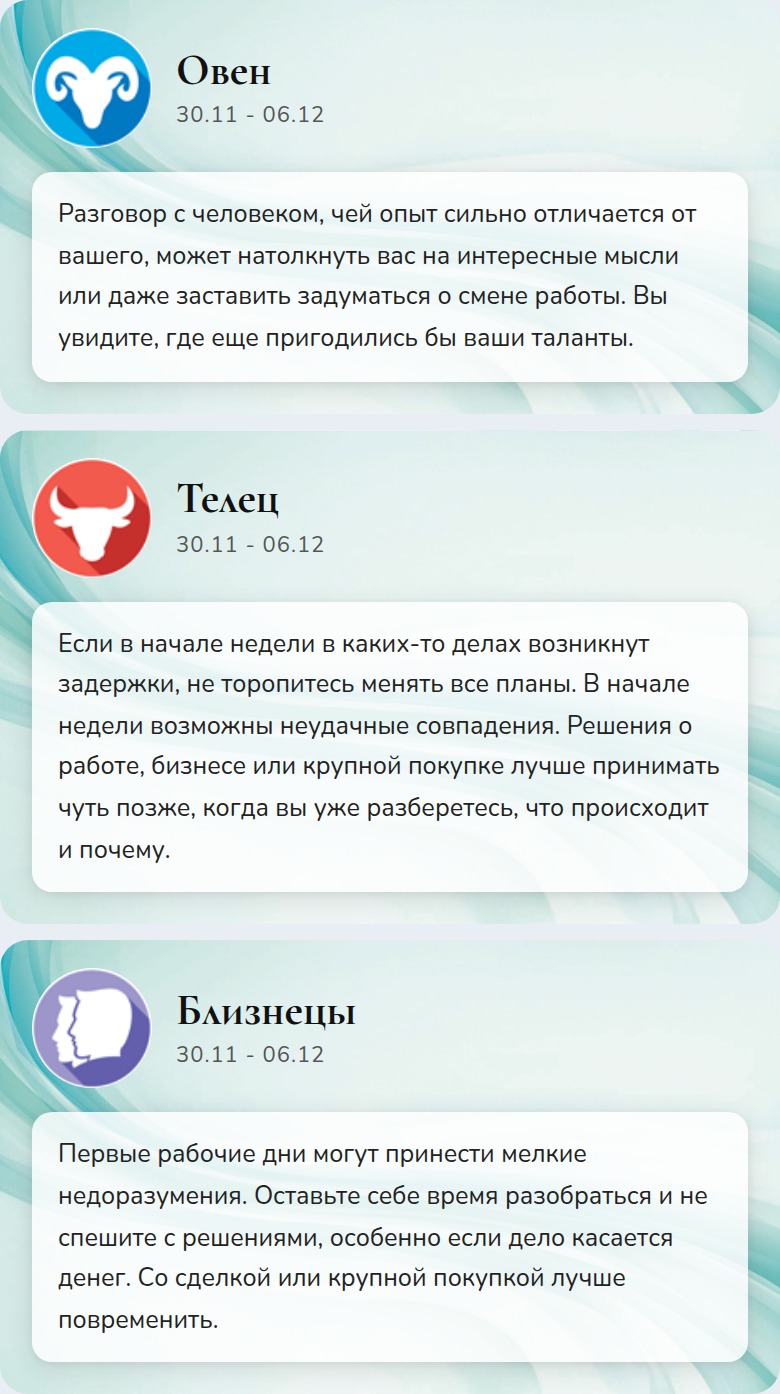 Овен
30.11 - 06.12
Разговор с человеком, чей опыт сильно отличается от
вашего, может натолкнуть вас на интересные мысли
или даже заставить задуматься о смене работы. Вы
увидите, где еще пригодились бы ваши таланты.
Телец
30.11 - 06.12
Если в начале недели в каких-то делах возникнут
задержки, не торопитесь менять все планы. В начале
недели возможны неудачные совпадения. Решения о
работе, бизнесе или крупной покупке лучше принимать
чуть позже, когда вы уже разберетесь, что происходит
и почему.
Близнецы
30.11 - 06.12
Первые рабочие дни могут принести мелкие
недоразумения. Оставьте себе время разобраться и не
спешите с решениями, особенно если дело касается
денег. Со сделкой или крупной покупкой лучше
повременить.